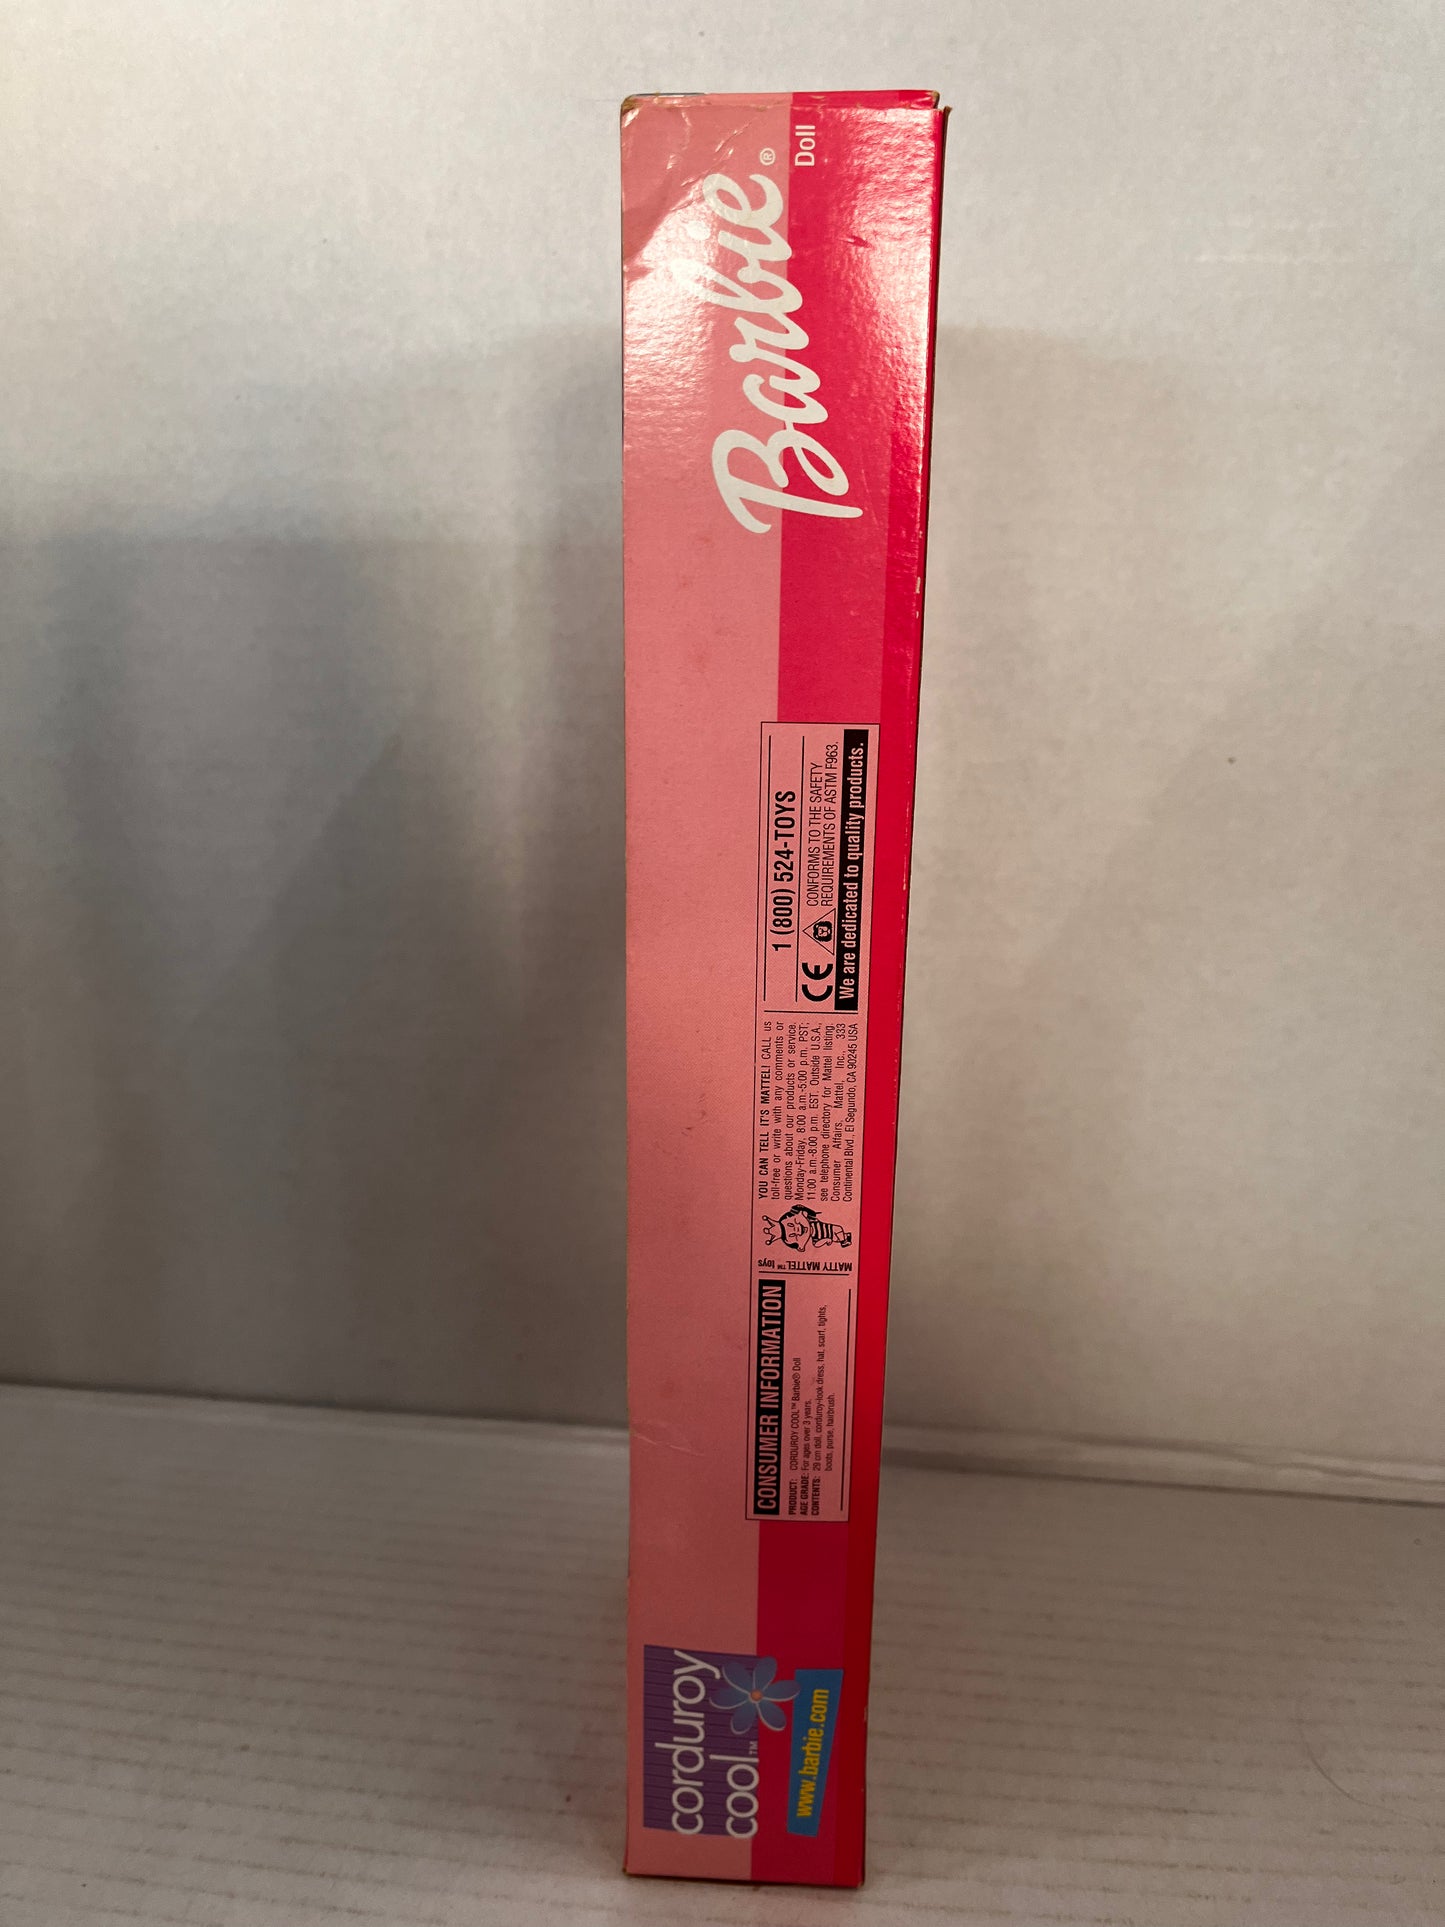 corduroy
cool™
www.barbie.com
CONSUMER INFORMATION
PRODUCT: CORDUROY COOL™ Barbie® Doll
AGE GRADE: For ages over 3 years.
CONTENTS: 29 cm doll, corduroy-look dress, hat, scarf, tights,
boots, purse, hairbrush.
MATTY MATTEL™ toys
YOU CAN TELL IT'S MATTEL! CALL us
toll-free or write with any comments or
questions about our products or service.
Monday-Friday, 8:00 a.m.-5:00 p.m. PST;
11:00 a.m.-8:00 p.m. EST. Outside U.S.A.,
see telephone directory for Mattel listing.
Consumer Affairs, Mattel, Inc., 333
Continental Blvd., El Segundo, CA 90245 USA
1 (800) 524-TOYS
CE
CONFORMS TO THE SAFETY
REQUIREMENTS OF ASTM F963.
We are dedicated to quality products.
Barbie®
Doll